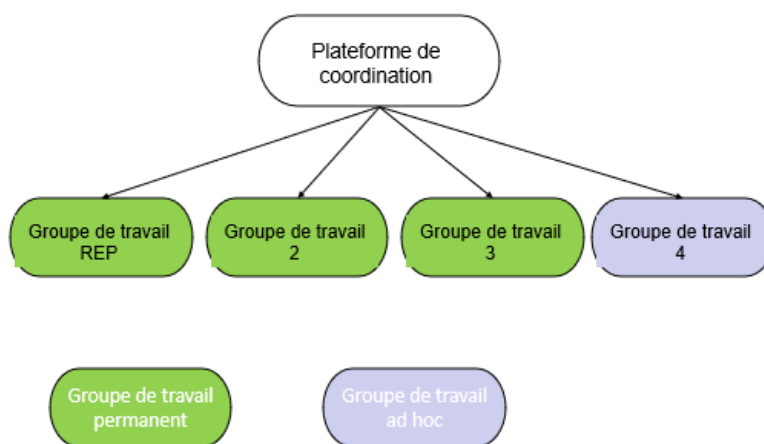 Plateforme de
coordination
Groupe de travail
REP
Groupe de travail
2
Groupe de travail
3
Groupe de travail
4
Groupe de travail
permanent
Groupe de travail
ad hoc